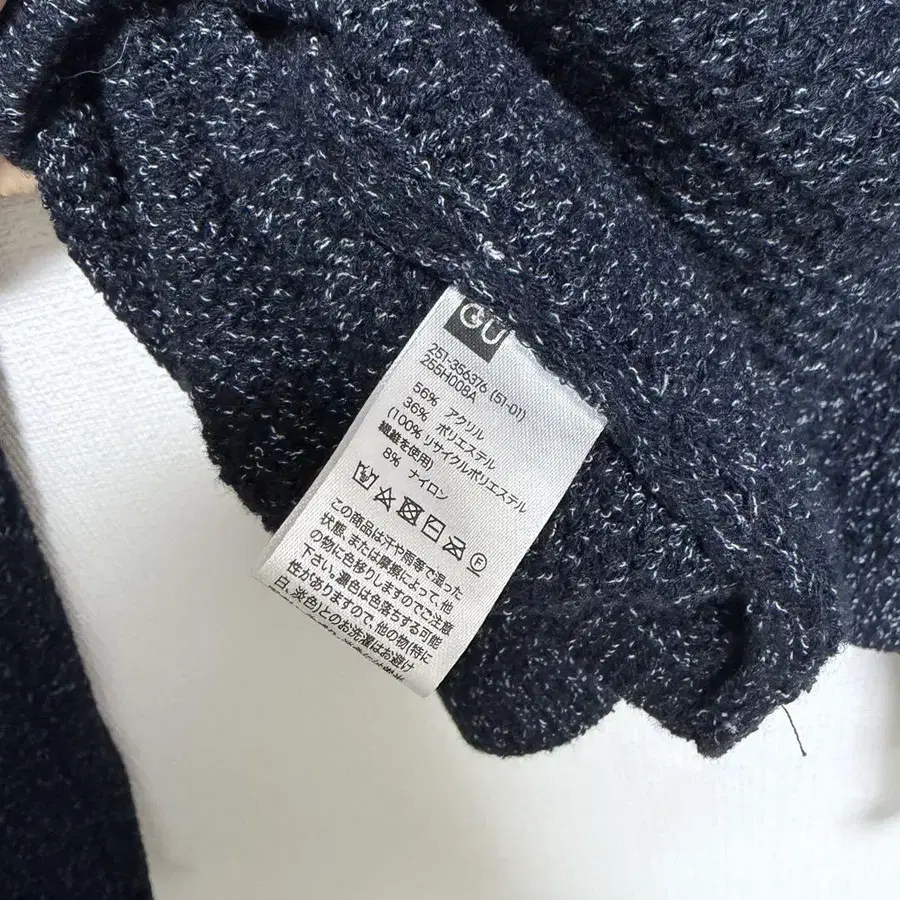 GU
251-356376 (51-01)
255H008A
56% アクリル
36% ポリエステル
(100% リサイクルポリエステル
繊維を使用)
8% ナイロン
F
この商品は汗や雨等で湿った
状態、または摩擦によって、他
の物に色移りしますのでご注意
下さい。濃色は色落ちする可能
性がありますので、他の物(特に
白、淡色)とのお洗濯はお避け